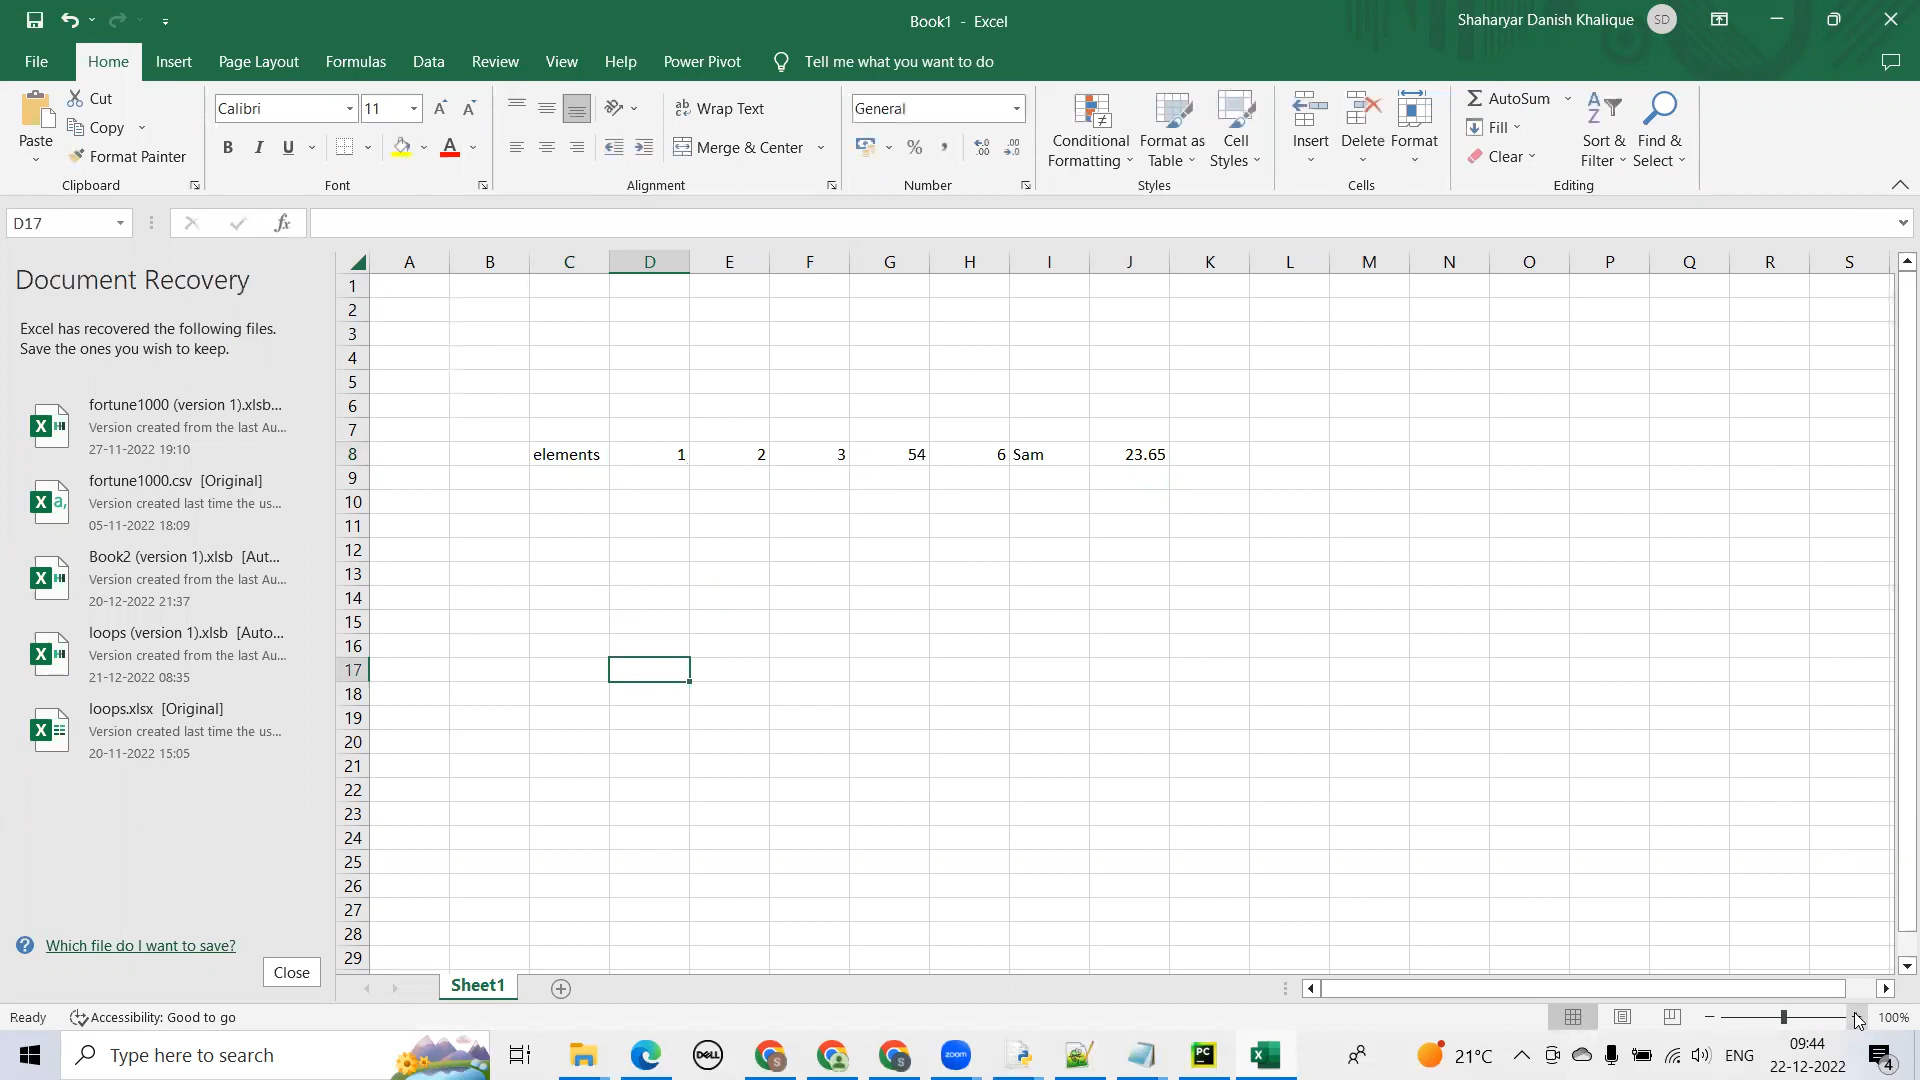 Book1 - Excel
Shaharyar Danish Khalique
SD
File
Home
Insert
Page Layout
Formulas
Data
Review
View
Help
Power Pivot
Tell me what you want to do
Paste
Cut
Copy
Format Painter
Clipboard
Calibri
11
A A
B I U
A
Font
ab Wrap Text
Merge & Center
Alignment
General
% ,
Number
Conditional
Formatting
Format as
Table
Cell
Styles
Styles
Insert
Delete
Format
Cells
AutoSum
Fill
Clear
Sort &
Filter
Find &
Select
Editing
D17
fx
Document Recovery
Excel has recovered the following files.
Save the ones you wish to keep.
fortune1000 (version 1).xlsb...
Version created from the last Au...
27-11-2022 19:10
fortune1000.csv [Original]
Version created last time the us...
05-11-2022 18:09
Book2 (version 1).xlsb [Aut...
Version created from the last Au...
20-12-2022 21:37
loops (version 1).xlsb [Auto...
Version created from the last Au...
21-12-2022 08:35
loops.xlsx [Original]
Version created last time the us...
20-11-2022 15:05
Which file do I want to save?
Close
A B C D E F G H I J K L M N O P Q R S
1
2
3
4
5
6
7
8 elements 1 2 3 54 6 Sam 23.65
9
10
11
12
13
14
15
16
17
18
19
20
21
22
23
24
25
26
27
28
29
Sheet1
Ready
Accessibility: Good to go
100%
Type here to search
DELL
zoom
PC
21°C
ENG
09:44
22-12-2022
4